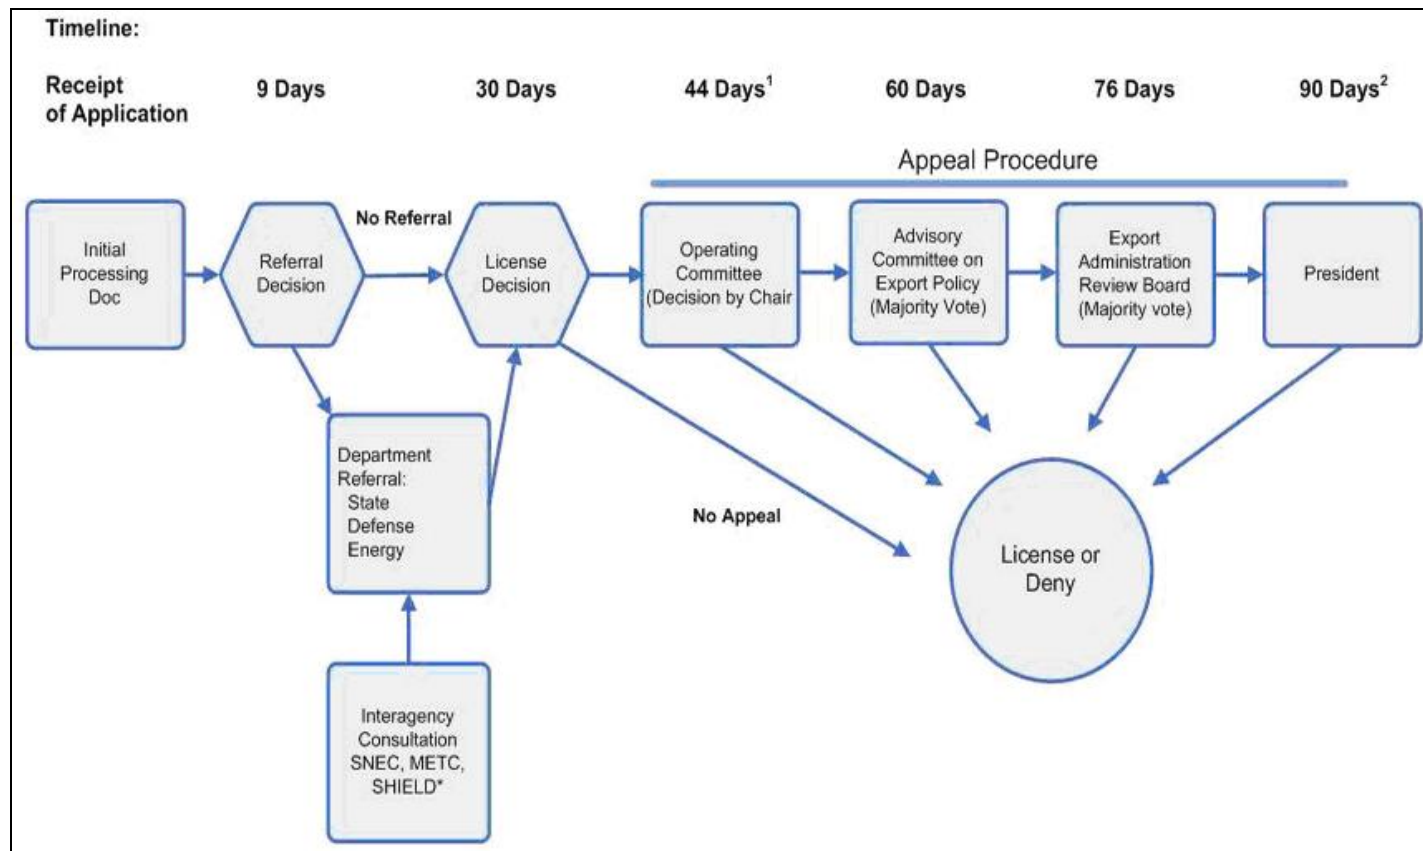 Timeline:
Receipt
of Application
9 Days
30 Days
44 Days1
60 Days
76 Days
90 Days2
Appeal Procedure
Initial
Processing
Doc
Referral
Decision
No Referral
License
Decision
Operating
Committee
(Decision by Chair
Advisory
Committee on
Export Policy
(Majority Vote)
Export
Administration
Review Board
(Majority vote)
President
Department
Referral:
State
Defense
Energy
No Appeal
License or
Deny
Interagency
Consultation
SNEC, METC,
SHIELD*